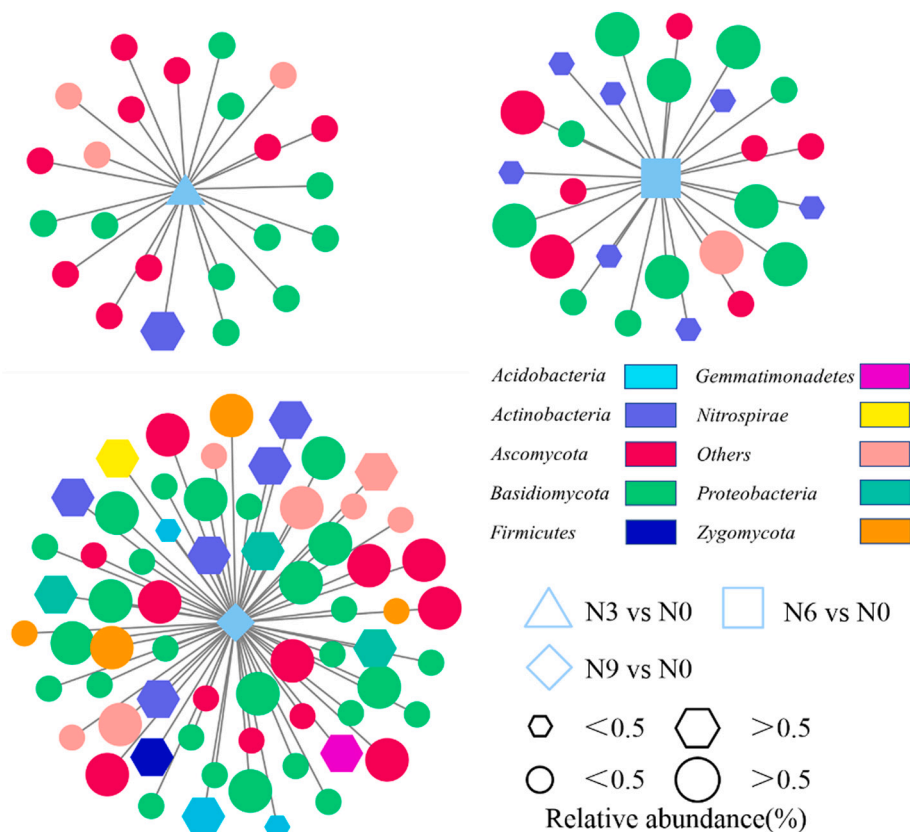 Acidobacteria Gemmatimonadetes
Actinobacteria Nitrospirae
Ascomycota Others
Basidiomycota Proteobacteria
Firmicutes Zygomycota
N3 vs N0 N6 vs N0
N9 vs N0
<0.5 >0.5
<0.5 >0.5
Relative abundance(%)